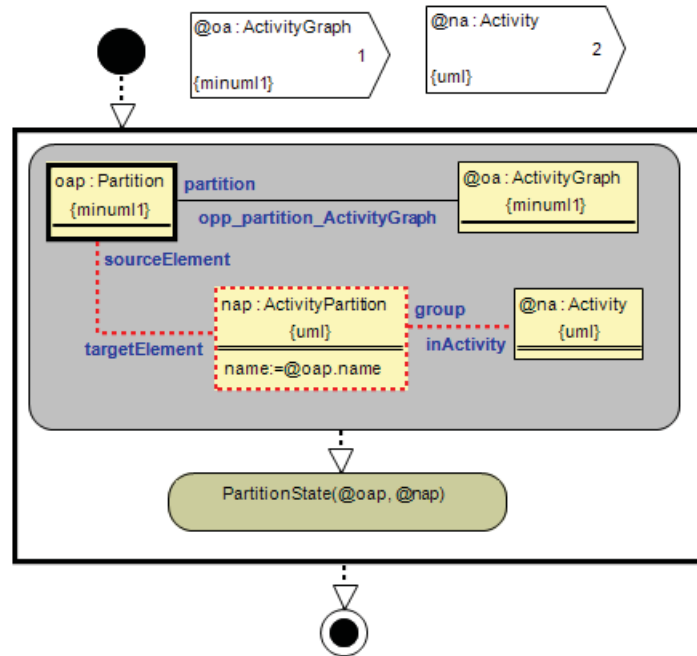 @oa : ActivityGraph
1
{minuml1}
@na : Activity
2
{uml}
oap : Partition
{minuml1}
partition
opp_partition_ActivityGraph
@oa : ActivityGraph
{minuml1}
sourceElement
targetElement
nap : ActivityPartition
{uml}
name:=@oap.name
group
inActivity
@na : Activity
{uml}
PartitionState(@oap, @nap)